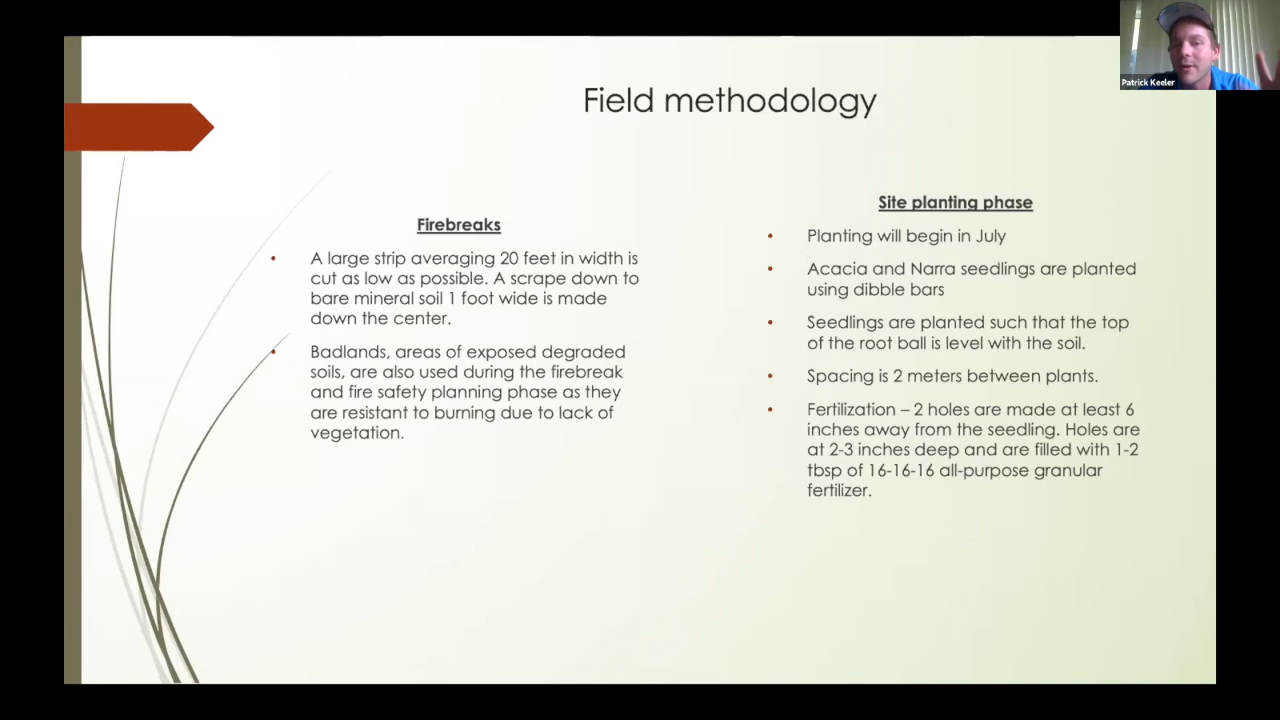 Patrick Keeler
Field methodology
Firebreaks
• A large strip averaging 20 feet in width is
cut as low as possible. A scrape down to
bare mineral soil 1 foot wide is made
down the center.
• Badlands, areas of exposed degraded
soils, are also used during the firebreak
and fire safety planning phase as they
are resistant to burning due to lack of
vegetation.
Site planting phase
• Planting will begin in July
• Acacia and Narra seedlings are planted
using dibble bars
• Seedlings are planted such that the top
of the root ball is level with the soil.
• Spacing is 2 meters between plants.
• Fertilization – 2 holes are made at least 6
inches away from the seedling. Holes are
at 2-3 inches deep and are filled with 1-2
tbsp of 16-16-16 all-purpose granular
fertilizer.